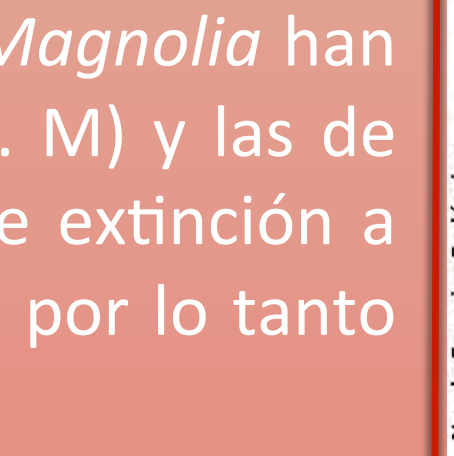 Magnolia han
. M) y las de
e extinción a
por lo tanto